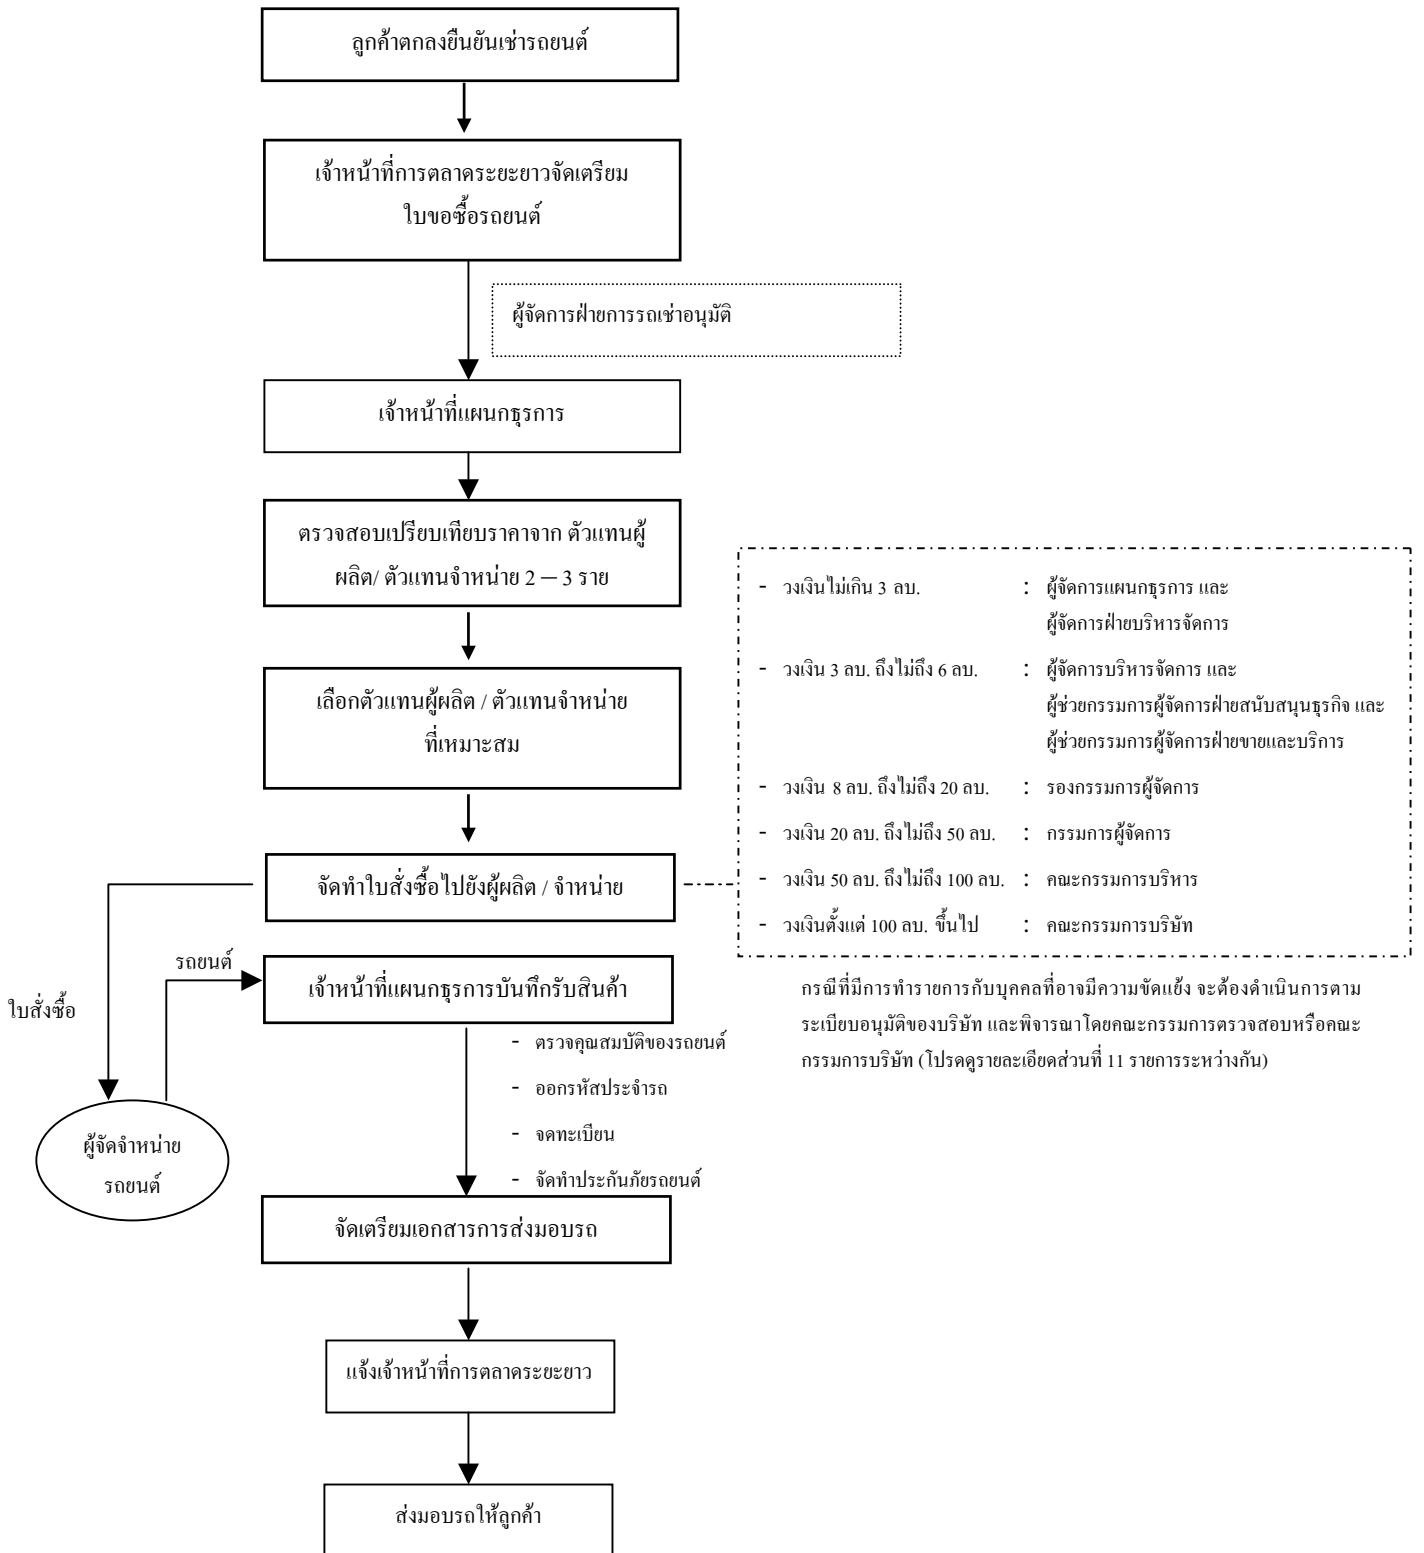 ลูกค้าตกลงยืนยันเช่ารถยนต์
เจ้าหน้าที่การตลาดระยะยาวจัดเตรียม
ใบขอซื้อรถยนต์
ผู้จัดการฝ่ายการรถเช่าอนุมัติ
เจ้าหน้าที่แผนกธุรการ
ตรวจสอบเปรียบเทียบราคาจาก ตัวแทนผู้
ผลิต/ ตัวแทนจำหน่าย 2 – 3 ราย
เลือกตัวแทนผู้ผลิต / ตัวแทนจำหน่าย
ที่เหมาะสม
จัดทำใบสั่งซื้อไปยังผู้ผลิต / จำหน่าย
- วงเงินไม่เกิน 3 ลบ. : ผู้จัดการแผนกธุรการ และ
ผู้จัดการฝ่ายบริหารจัดการ
- วงเงิน 3 ลบ. ถึงไม่ถึง 6 ลบ. : ผู้จัดการบริหารจัดการ และ
ผู้ช่วยกรรมการผู้จัดการฝ่ายสนับสนุนธุรกิจ และ
ผู้ช่วยกรรมการผู้จัดการฝ่ายขายและบริการ
- วงเงิน 8 ลบ. ถึงไม่ถึง 20 ลบ. : รองกรรมการผู้จัดการ
- วงเงิน 20 ลบ. ถึงไม่ถึง 50 ลบ. : กรรมการผู้จัดการ
- วงเงิน 50 ลบ. ถึงไม่ถึง 100 ลบ. : คณะกรรมการบริหาร
- วงเงินตั้งแต่ 100 ลบ. ขึ้นไป : คณะกรรมการบริษัท
กรณีที่มีการทำรายการกับบุคคลที่อาจมีความขัดแย้ง จะต้องดำเนินการตาม
ระเบียบอนุมัติของบริษัท และพิจารณาโดยคณะกรรมการตรวจสอบหรือคณะ
กรรมการบริษัท (โปรดดูรายละเอียดส่วนที่ 11 รายการระหว่างกัน)
รถยนต์
ใบสั่งซื้อ
เจ้าหน้าที่แผนกธุรการบันทึกรับสินค้า
- ตรวจคุณสมบัติของรถยนต์
- ออกรหัสประจำรถ
- จดทะเบียน
- จัดทำประกันภัยรถยนต์
ผู้จัดจำหน่าย
รถยนต์
จัดเตรียมเอกสารการส่งมอบรถ
แจ้งเจ้าหน้าที่การตลาดระยะยาว
ส่งมอบรถให้ลูกค้า